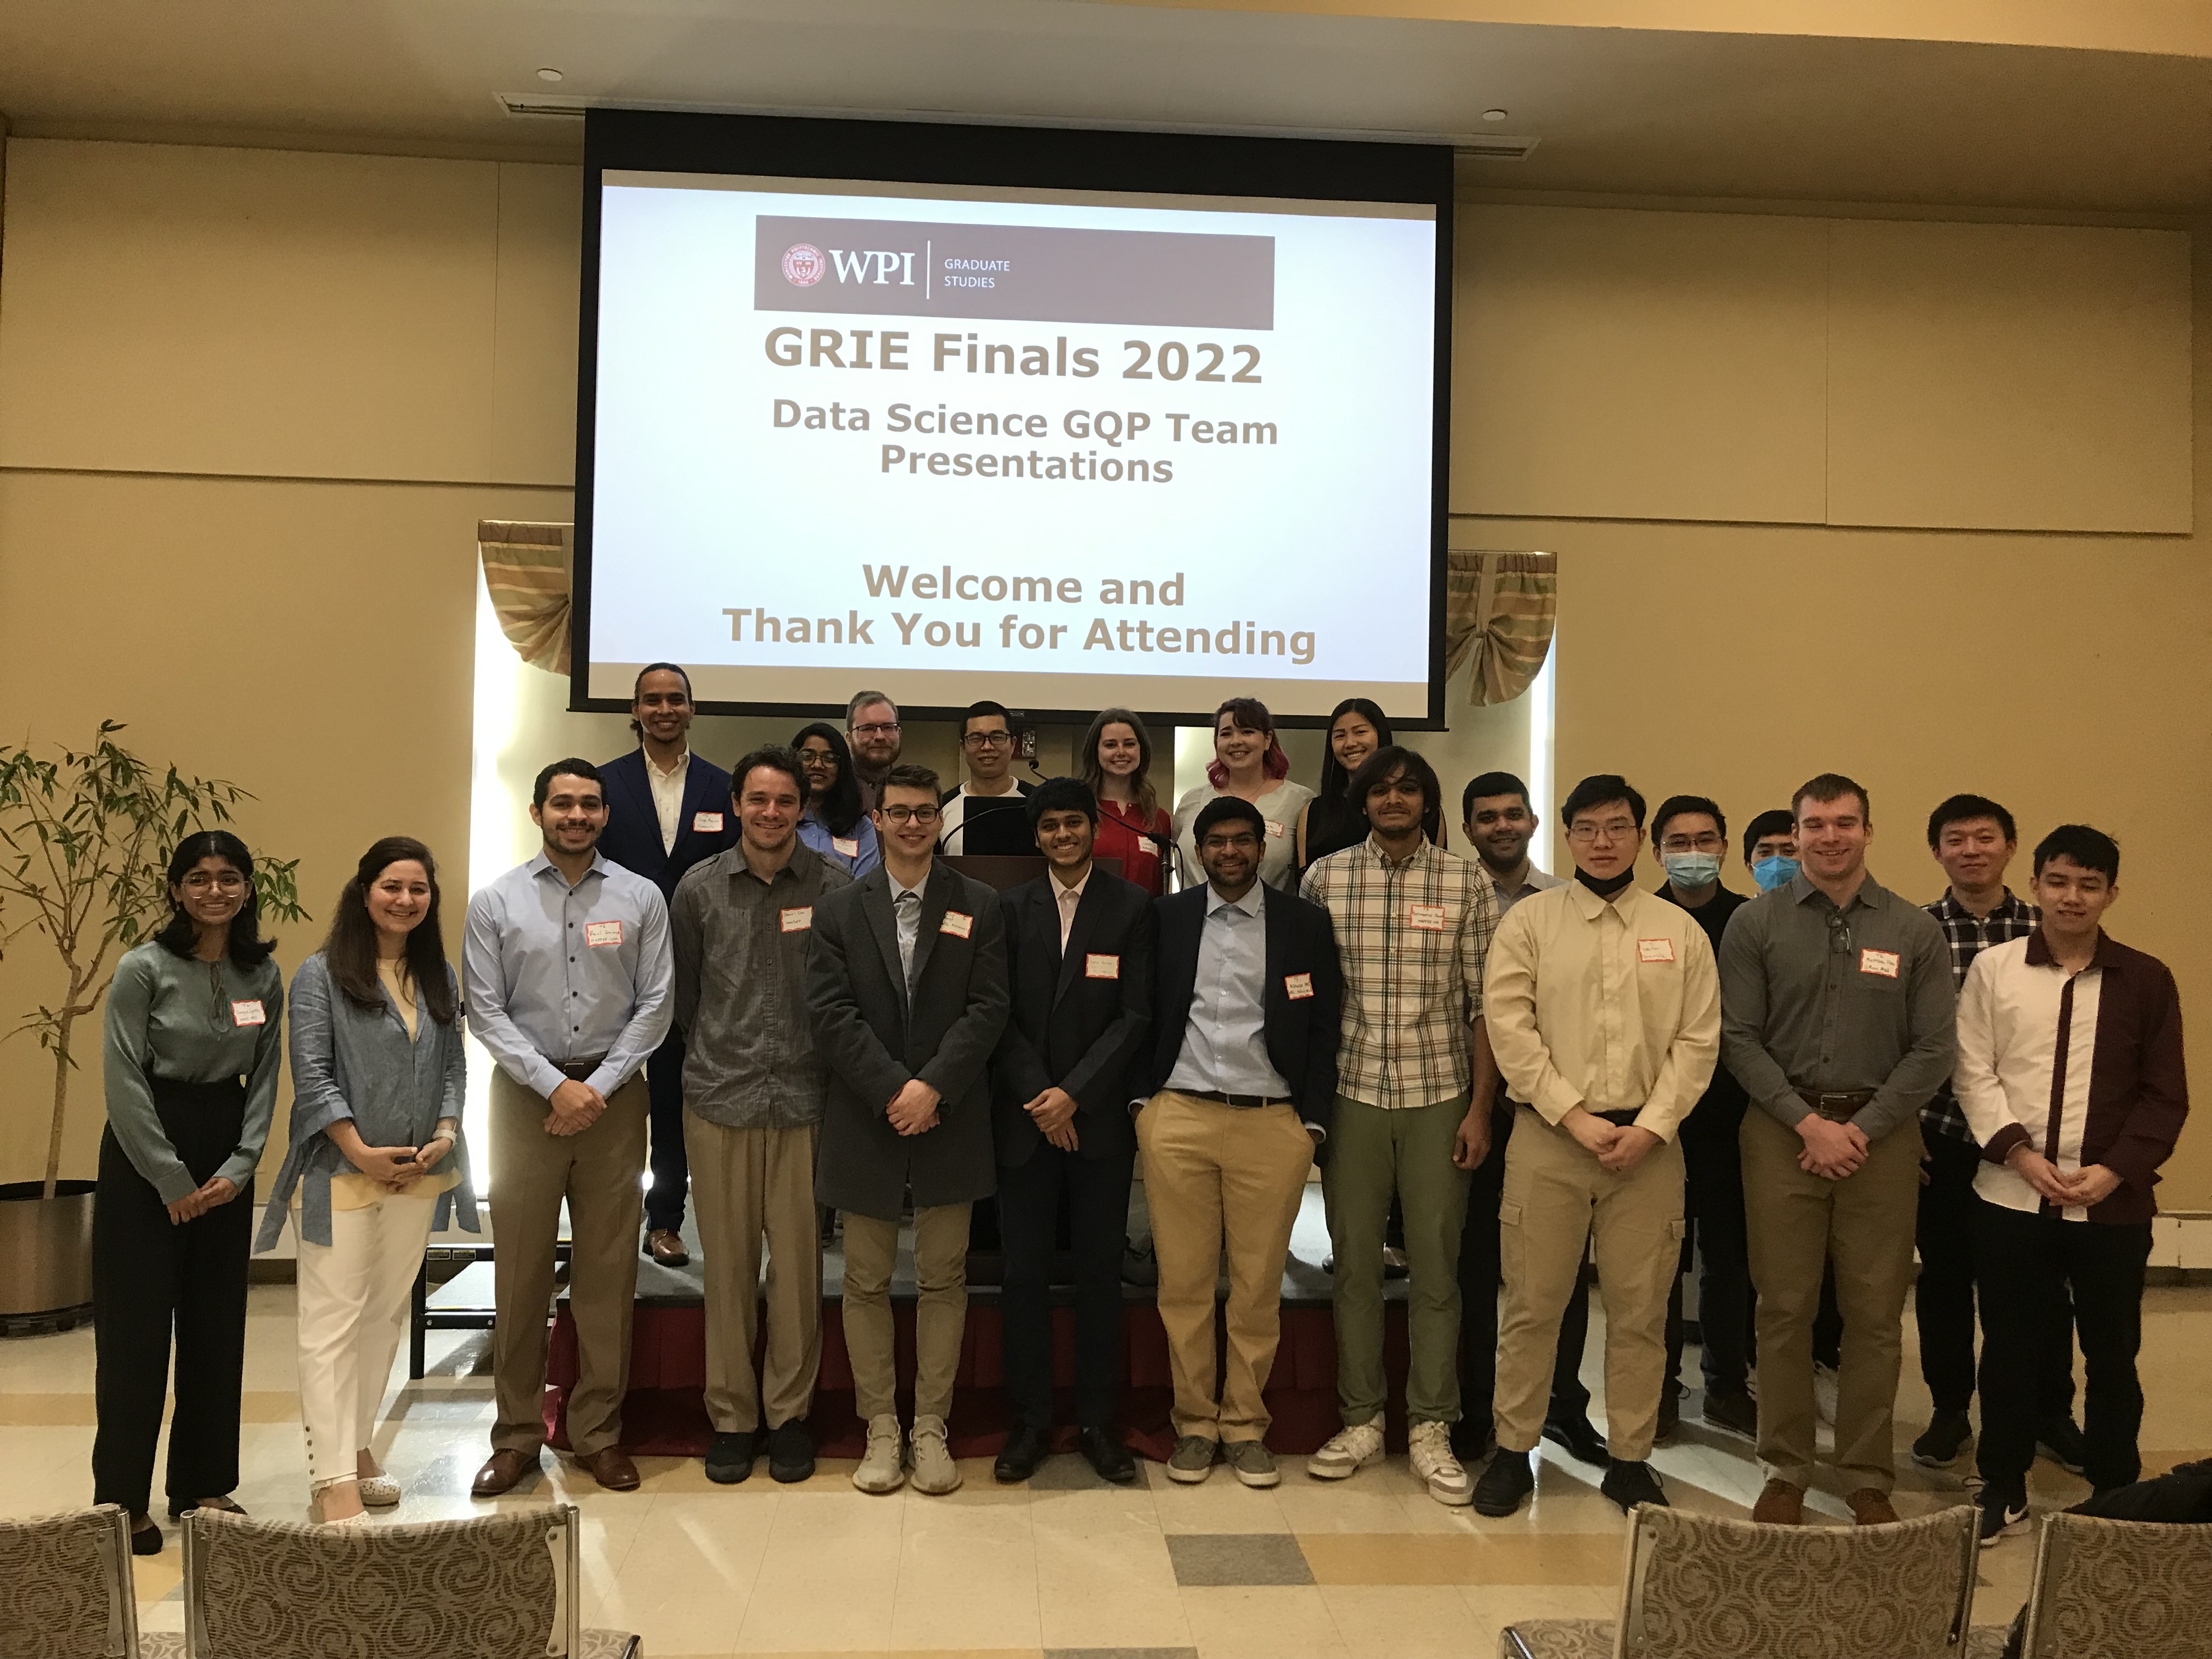 WPI
GRADUATE
STUDIES
GRIE Finals 2022
Data Science GQP Team
Presentations
Welcome and
Thank You for Attending